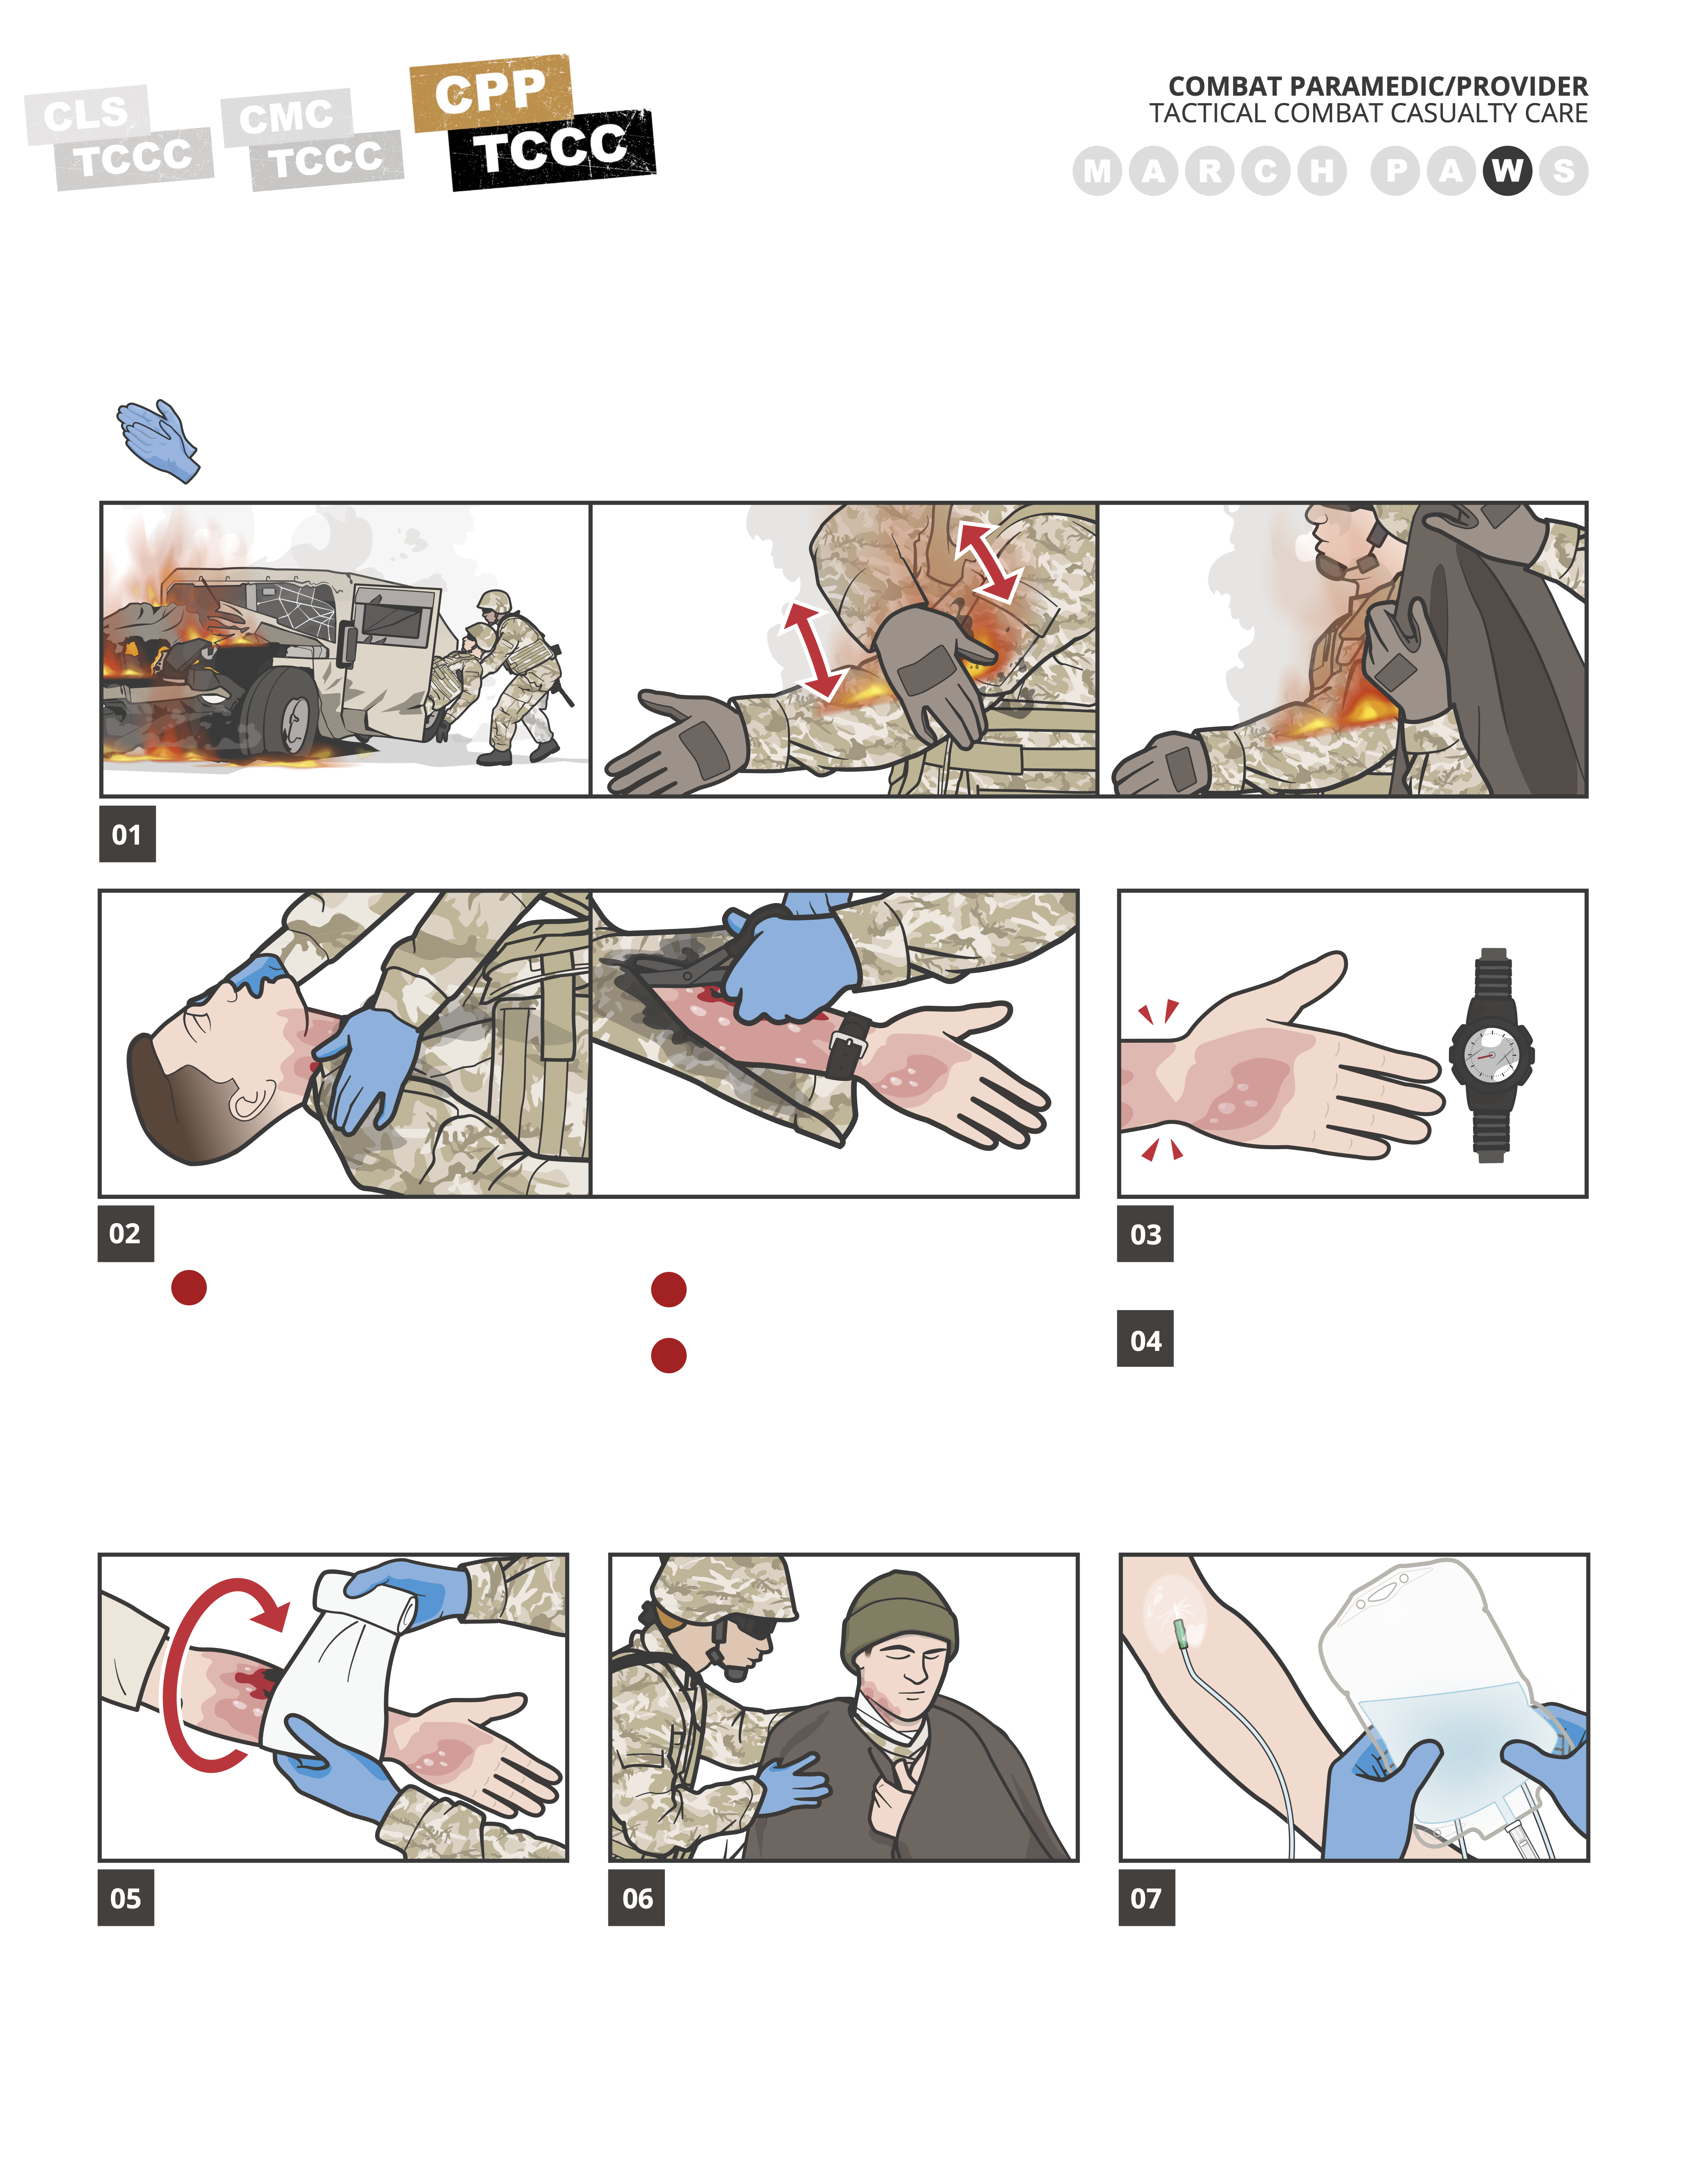 CLS
TCCC
CMC
TCCC
CPP
TCCC
COMBAT PARAMEDIC/PROVIDER
TACTICAL COMBAT CASUALTY CARE
M A R C H P A W S
01
02
03
04
05
06
07